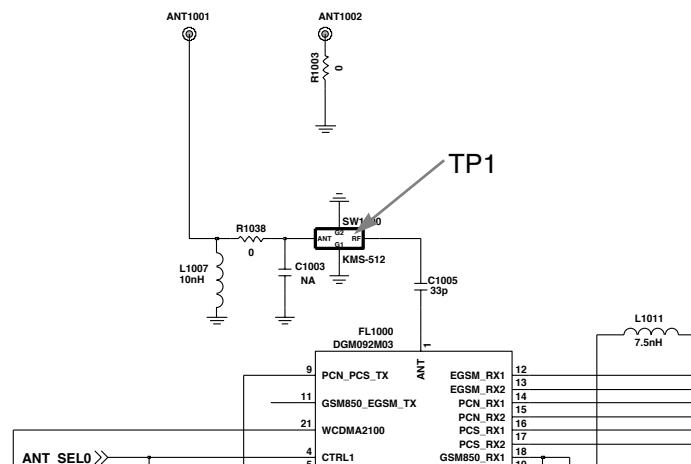 ANT1001
ANT1002
R1003
0
TP1
R1038
0
SW1000
G2
ANT
RF
G1
KMS-512
L1007
10nH
C1003
NA
C1005
33p
L1011
7.5nH
FL1000
DGM092M03
ANT
1
9
PCN_PCS_TX
11
GSM850_EGSM_TX
21
WCDMA2100
4
CTRL1
5
ANT_SEL0
EGSM_RX1
12
EGSM_RX2
13
PCN_RX1
14
PCN_RX2
15
PCS_RX1
16
PCS_RX2
17
GSM850_RX1
18
19